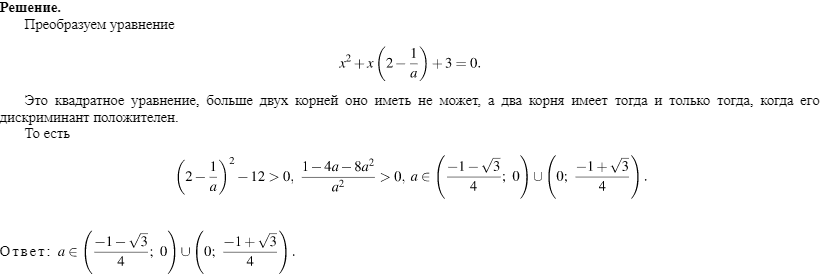 Решение.
Преобразуем уравнение
x² + x(2 − 1/a) + 3 = 0.
Это квадратное уравнение, больше двух корней оно иметь не может, а два корня имеет тогда и только тогда, когда его
дискриминант положителен.
То есть
(2 − 1/a)² − 12 > 0, (1 − 4a − 8a²)/a² > 0, a ∈ ((−1 − √3)/4; 0) ∪ (0; (−1 + √3)/4).
Ответ: a ∈ ((−1 − √3)/4; 0) ∪ (0; (−1 + √3)/4).